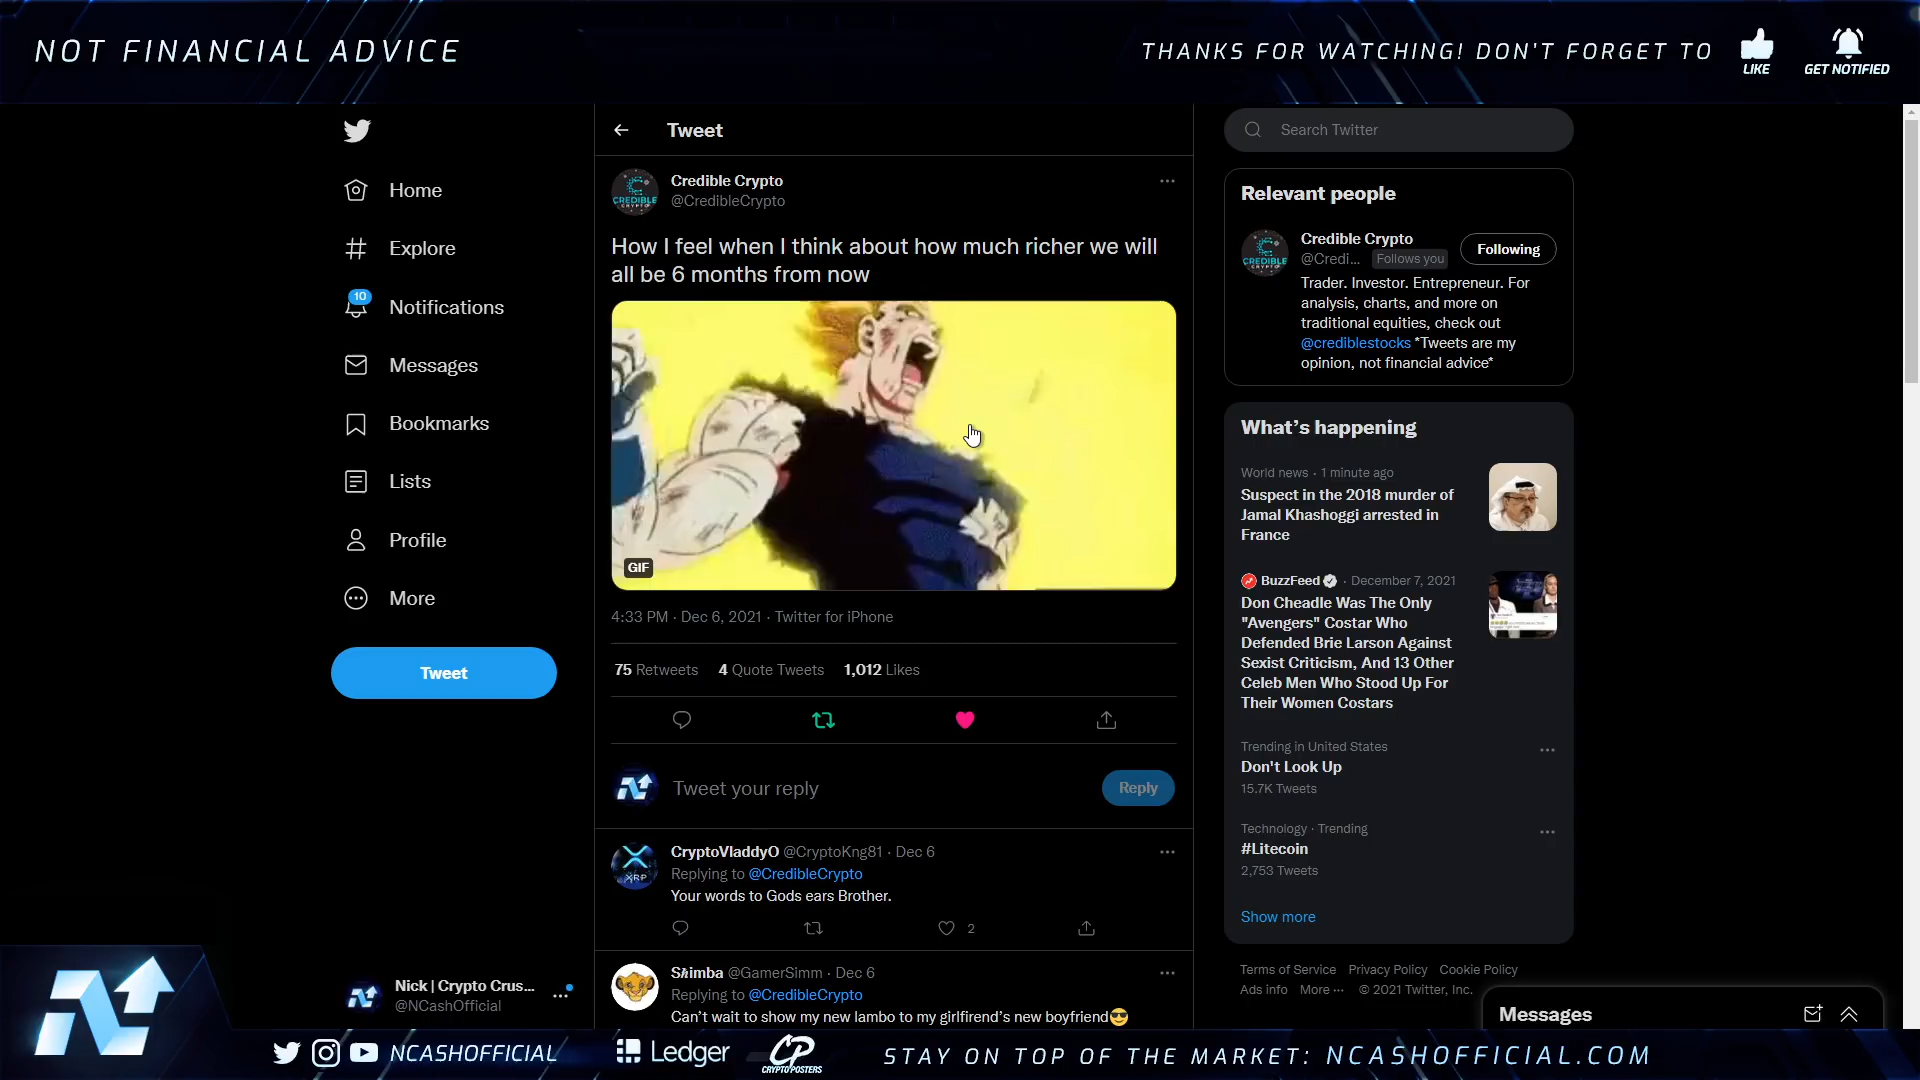 NOT FINANCIAL ADVICE
THANKS FOR WATCHING! DON'T FORGET TO
LIKE
GET NOTIFIED
Home
Explore
10
Notifications
Messages
Bookmarks
Lists
Profile
More
Tweet
Nick | Crypto Crus...
@NCashOfficial
Tweet
Credible Crypto
@CredibleCrypto
CREDIBLE
CRYPTO
How I feel when I think about how much richer we will
all be 6 months from now
GIF
4:33 PM · Dec 6, 2021 · Twitter for iPhone
75 Retweets 4 Quote Tweets 1,012 Likes
Tweet your reply
Reply
CryptoVladdyO @CryptoKng81 · Dec 6
XRP
Replying to @CredibleCrypto
Your words to Gods ears Brother.
2
Simba @GamerSimm · Dec 6
Replying to @CredibleCrypto
Can't wait to show my new lambo to my girlfirend's new boyfriend😎
Search Twitter
Relevant people
Credible Crypto
@Credi... Follows you
Following
CREDIBLE
CRYPTO
Trader. Investor. Entrepreneur. For
analysis, charts, and more on
traditional equities, check out
@crediblestocks *Tweets are my
opinion, not financial advice*
What's happening
World news · 1 minute ago
Suspect in the 2018 murder of
Jamal Khashoggi arrested in
France
BuzzFeed · December 7, 2021
Don Cheadle Was The Only
"Avengers" Costar Who
Defended Brie Larson Against
Sexist Criticism, And 13 Other
Celeb Men Who Stood Up For
Their Women Costars
Trending in United States
Don't Look Up
15.7K Tweets
Technology · Trending
#Litecoin
2,753 Tweets
Show more
Terms of Service Privacy Policy Cookie Policy
Ads info More ··· © 2021 Twitter, Inc.
Messages
NCASHOFFICIAL
Ledger
CP
CRYPTOPOSTERS
STAY ON TOP OF THE MARKET: NCASHOFFICIAL.COM